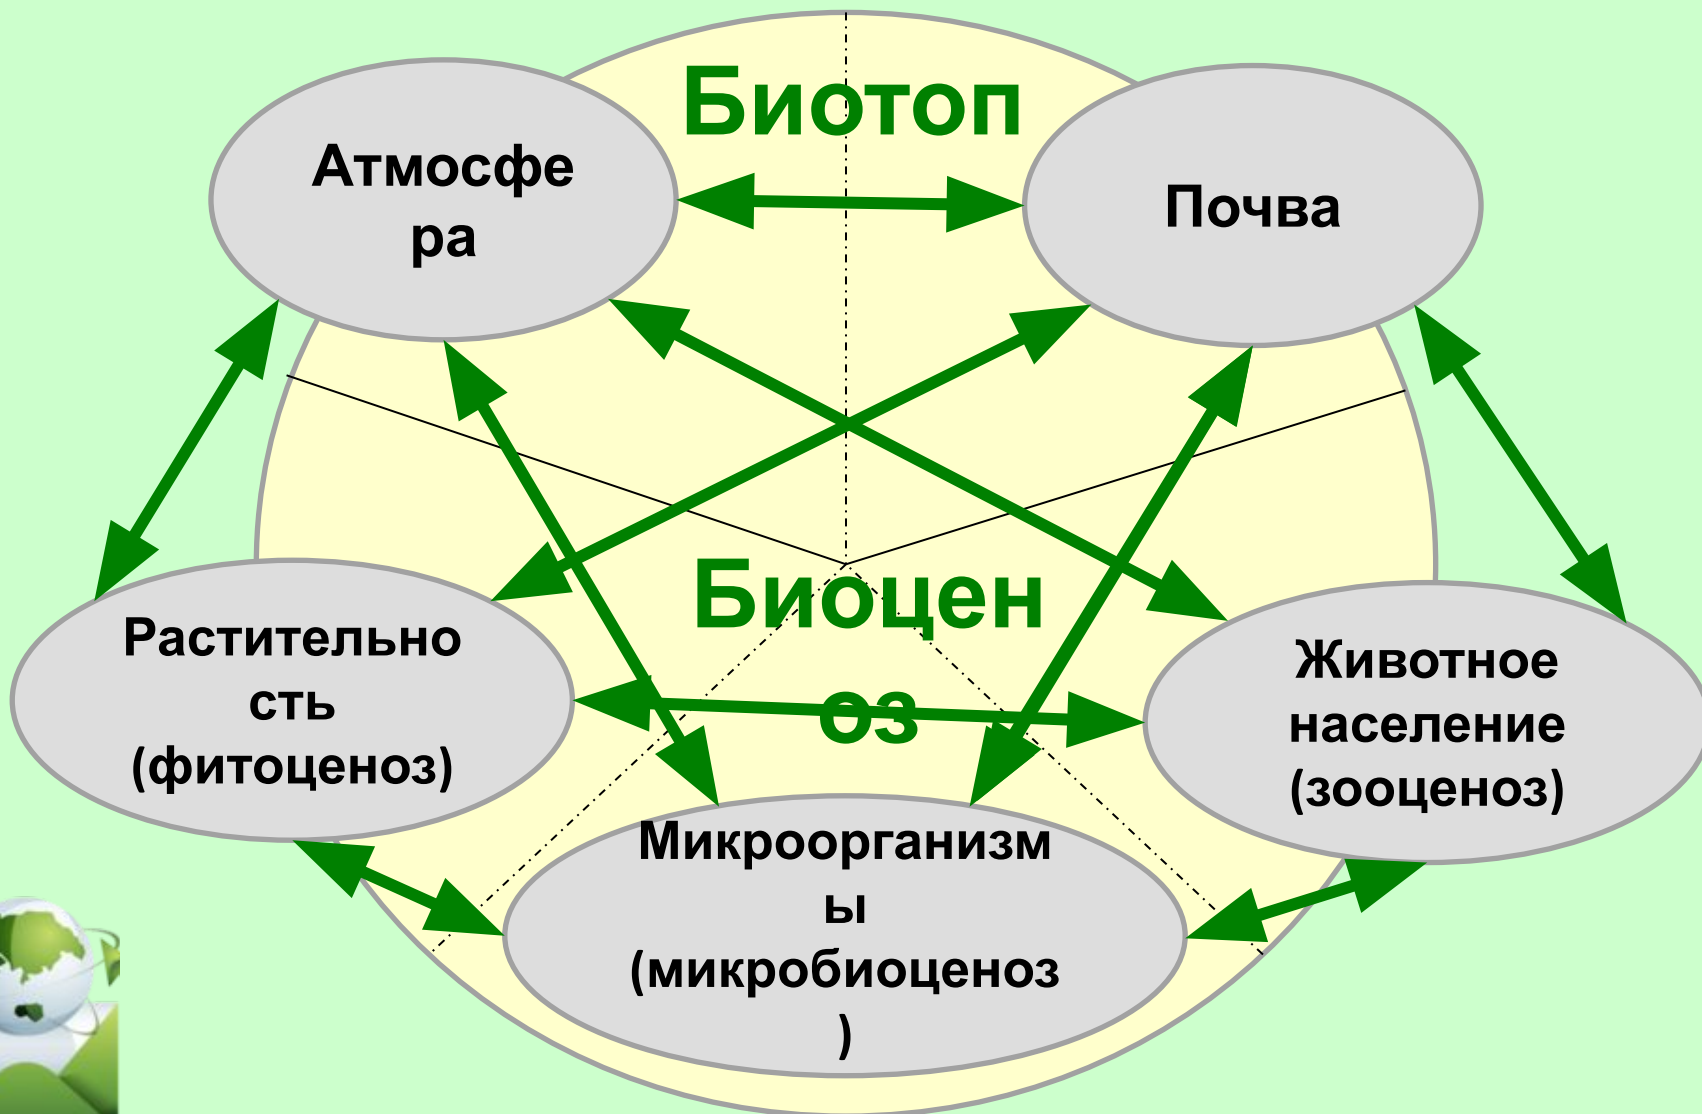 Биотоп
Атмосфе
ра
Почва
Биоцен
оз
Растительно
сть
(фитоценоз)
Животное
население
(зооценоз)
Микроорганизм
ы
(микробиоценоз
)